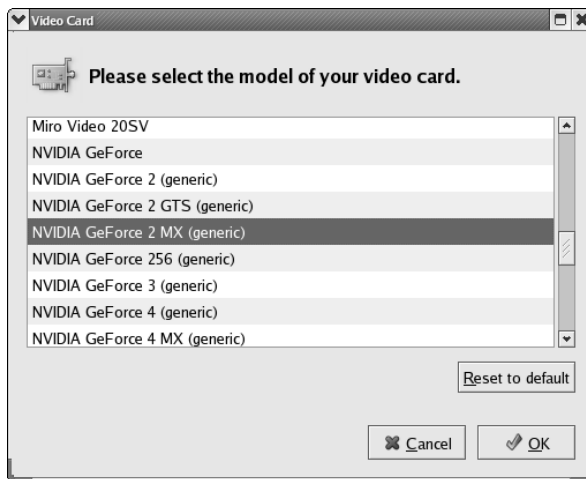 Video Card
Please select the model of your video card.
Miro Video 20SV
NVIDIA GeForce
NVIDIA GeForce 2 (generic)
NVIDIA GeForce 2 GTS (generic)
NVIDIA GeForce 2 MX (generic)
NVIDIA GeForce 256 (generic)
NVIDIA GeForce 3 (generic)
NVIDIA GeForce 4 (generic)
NVIDIA GeForce 4 MX (generic)
Reset to default
Cancel
OK